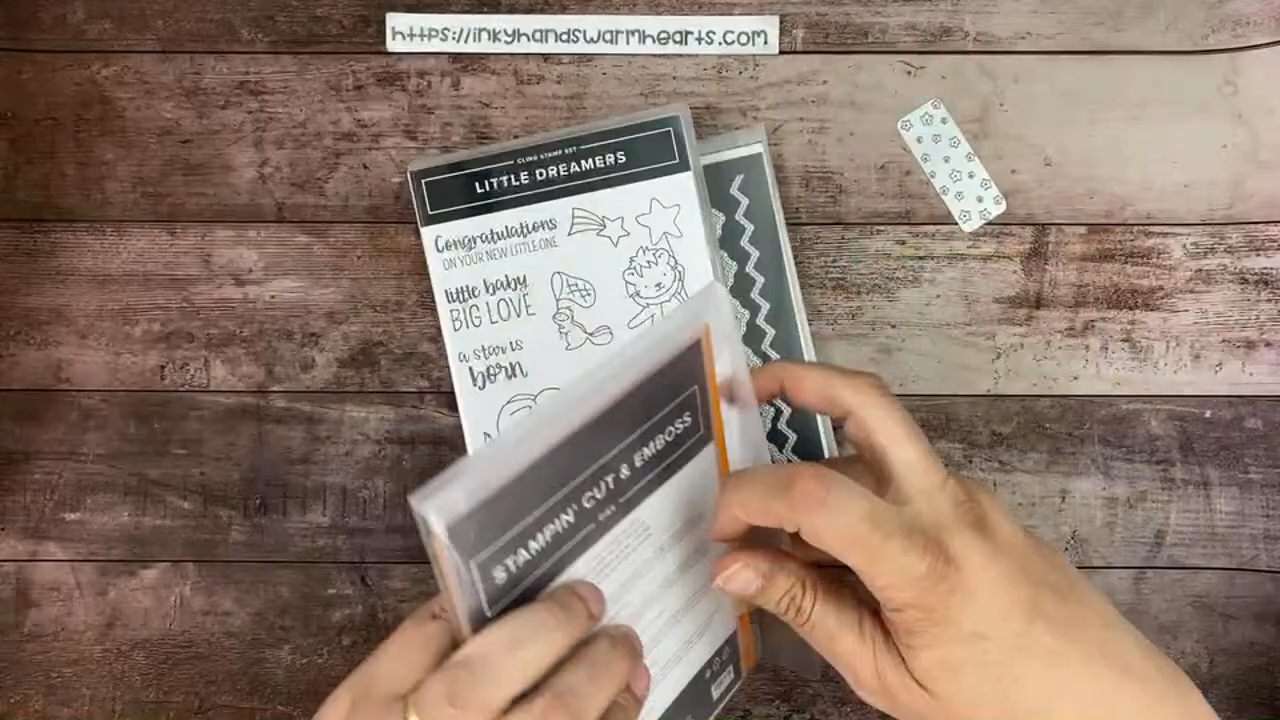 https://inkyhandswarmhearts.com
CLING STAMP SET
LITTLE DREAMERS
Congratulations
ON YOUR NEW LITTLE ONE
little baby
BIG LOVE
a star is
born
STAMPIN' CUT & EMBOSS
DIES